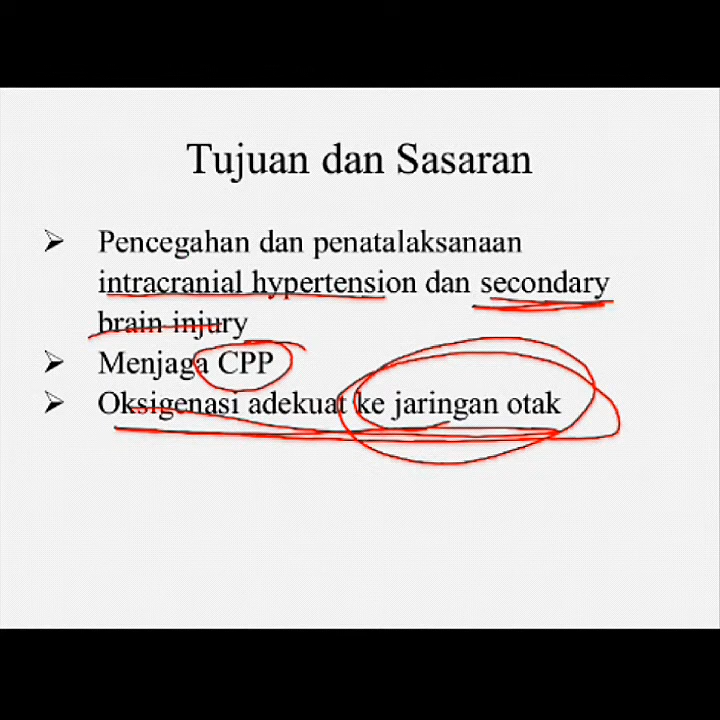 Tujuan dan Sasaran
➢ Pencegahan dan penatalaksanaan
intracranial hypertension dan secondary
brain injury
➢ Menjaga CPP
➢ Oksigenasi adekuat ke jaringan otak